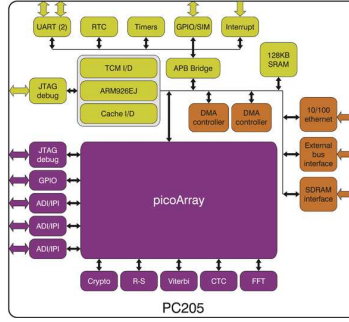 UART (2)
RTC
Timers
GPIO/SIM
Interrupt
128KB
SRAM
TCM I/D
APB Bridge
JTAG
debug
ARM926EJ
Cache I/D
DMA
controller
DMA
controller
10/100
ethernet
External
bus
interface
SDRAM
interface
JTAG
debug
GPIO
ADI/IPI
ADI/IPI
ADI/IPI
picoArray
Crypto
R-S
Viterbi
CTC
FFT
PC205